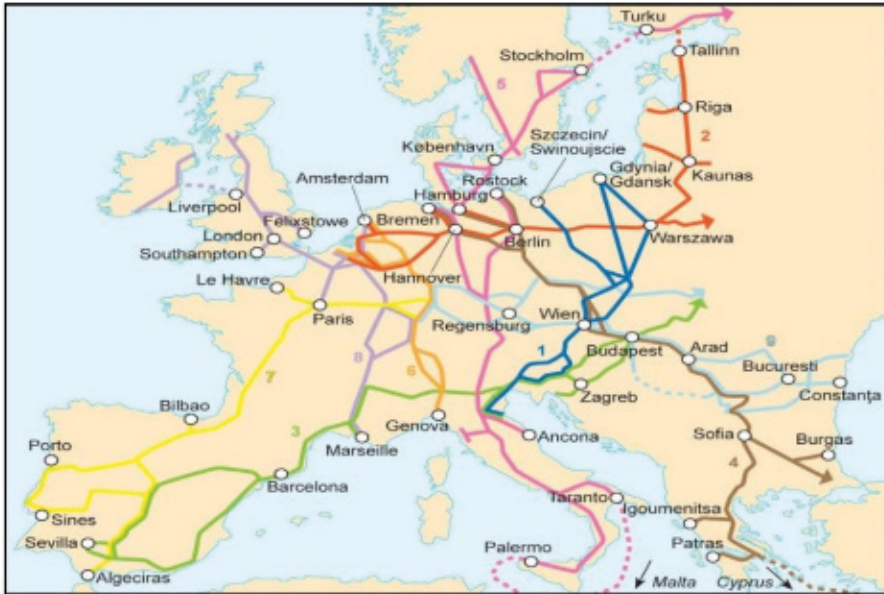 Turku
Tallinn
Stockholm
5
Riga
2
København
Szczecin/
Swinoujscie
Gdynia/
Gdansk
Kaunas
Rostock
Amsterdam
Hamburg
Liverpool
Bremen
Felixstowe
London
Berlin
Warszawa
Southampton
Hannover
Le Havre
Paris
Regensburg
Wien
1
Budapest
Arad
9
Bucuresti
8
6
7
Zagreb
Constanţa
Bilbao
Genova
3
Sofia
Porto
Marseille
Ancona
Burgas
4
Barcelona
Taranto
Igoumenitsa
Sines
Sevilla
Palermo
Patras
Algeciras
Malta
Cyprus